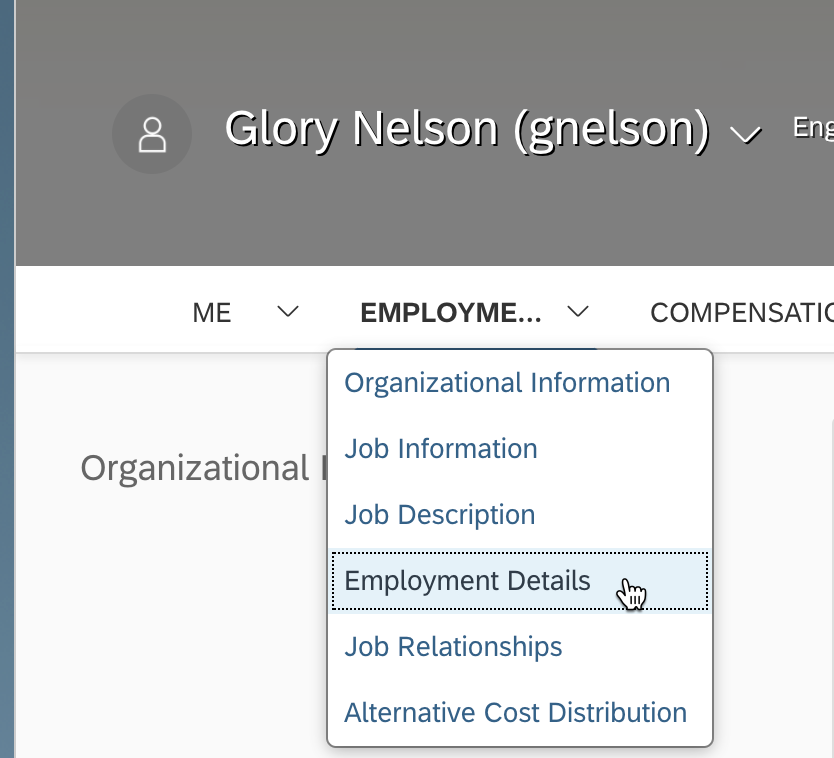 Glory Nelson (gnelson)
Eng
ME
EMPLOYME...
COMPENSATIO
Organizational Information
Job Information
Organizational I
Job Description
Employment Details
Job Relationships
Alternative Cost Distribution